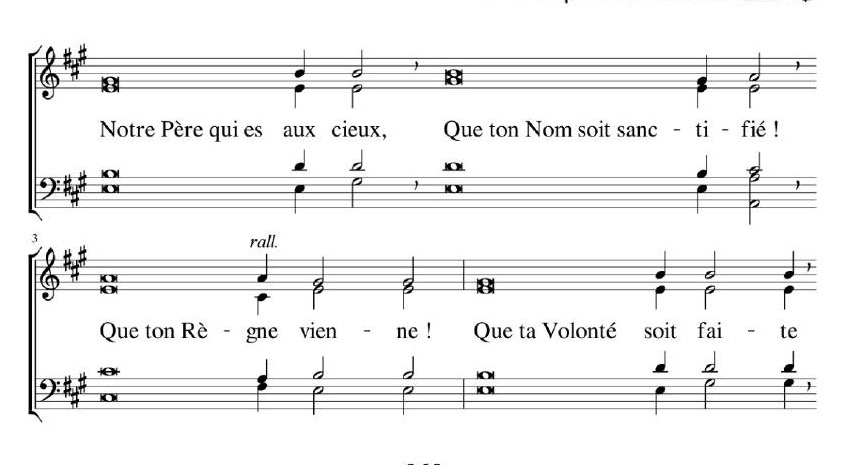 Notre Père qui es aux cieux, Que ton Nom soit sanc - ti - fié !
3
rall.
Que ton Rè - gne vien - ne ! Que ta Volonté soit fai - te